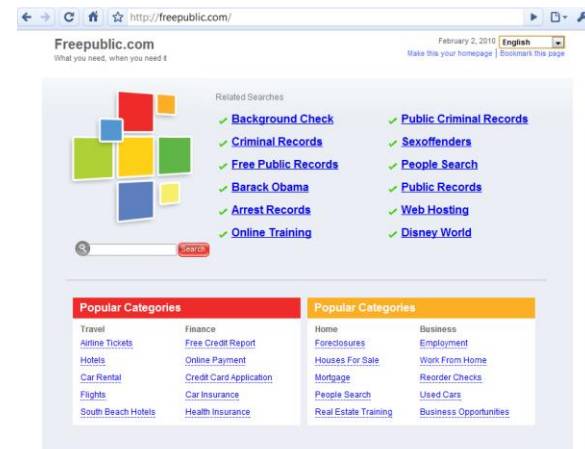 http://freepublic.com/
Freepublic.com
What you need, when you need it
February 2, 2010 English
Make this your homepage | Bookmark this page
Related Searches
Background Check
Public Criminal Records
Criminal Records
Sexoffenders
Free Public Records
People Search
Barack Obama
Public Records
Arrest Records
Web Hosting
Online Training
Disney World
Search
Popular Categories
Travel
Finance
Airline Tickets
Free Credit Report
Hotels
Online Payment
Car Rental
Credit Card Application
Flights
Car Insurance
South Beach Hotels
Health Insurance
Popular Categories
Home
Business
Foreclosures
Employment
Houses For Sale
Work From Home
Mortgage
Reorder Checks
People Search
Used Cars
Real Estate Training
Business Opportunities